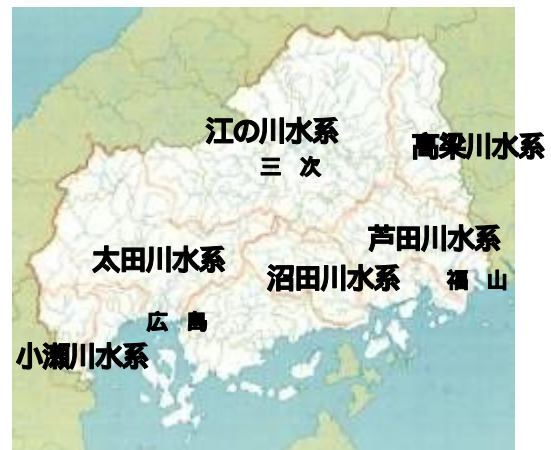 江の川水系
三 次
高梁川水系
芦田川水系
太田川水系
沼田川水系
福 山
広 島
小瀬川水系